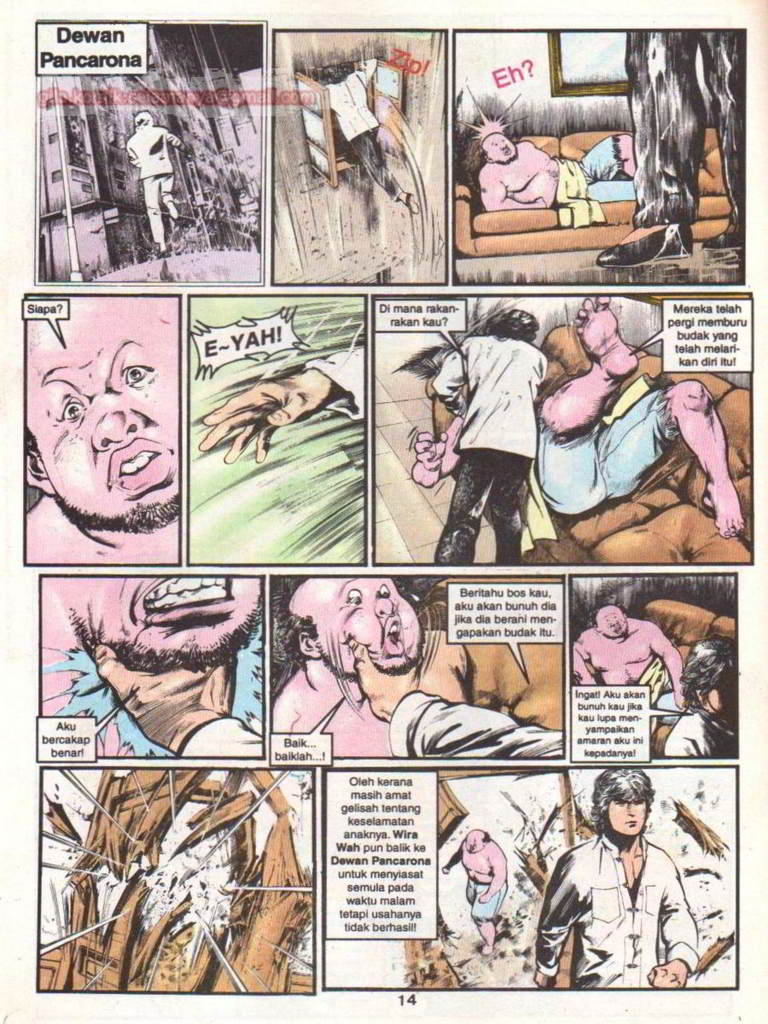 Dewan
Pancarona
Zip!
Eh?
Siapa?
E~YAH!
Di mana rakan-
rakan kau?
Mereka telah
pergi memburu
budak yang
telah melari-
kan diri itu!
Aku
bercakap
benar!
Baik...
baiklah...!
Beritahu bos kau,
aku akan bunuh dia
jika dia berani men-
gapakan budak itu.
Ingat! Aku akan
bunuh kau jika
kau lupa men-
yampaikan
amaran aku ini
kepadanya!
Oleh kerana
masih amat
gelisah tentang
keselamatan
anaknya. Wira
Wah pun balik ke
Dewan Pancarona
untuk menyiasat
semula pada
waktu malam
tetapi usahanya
tidak berhasil!
14